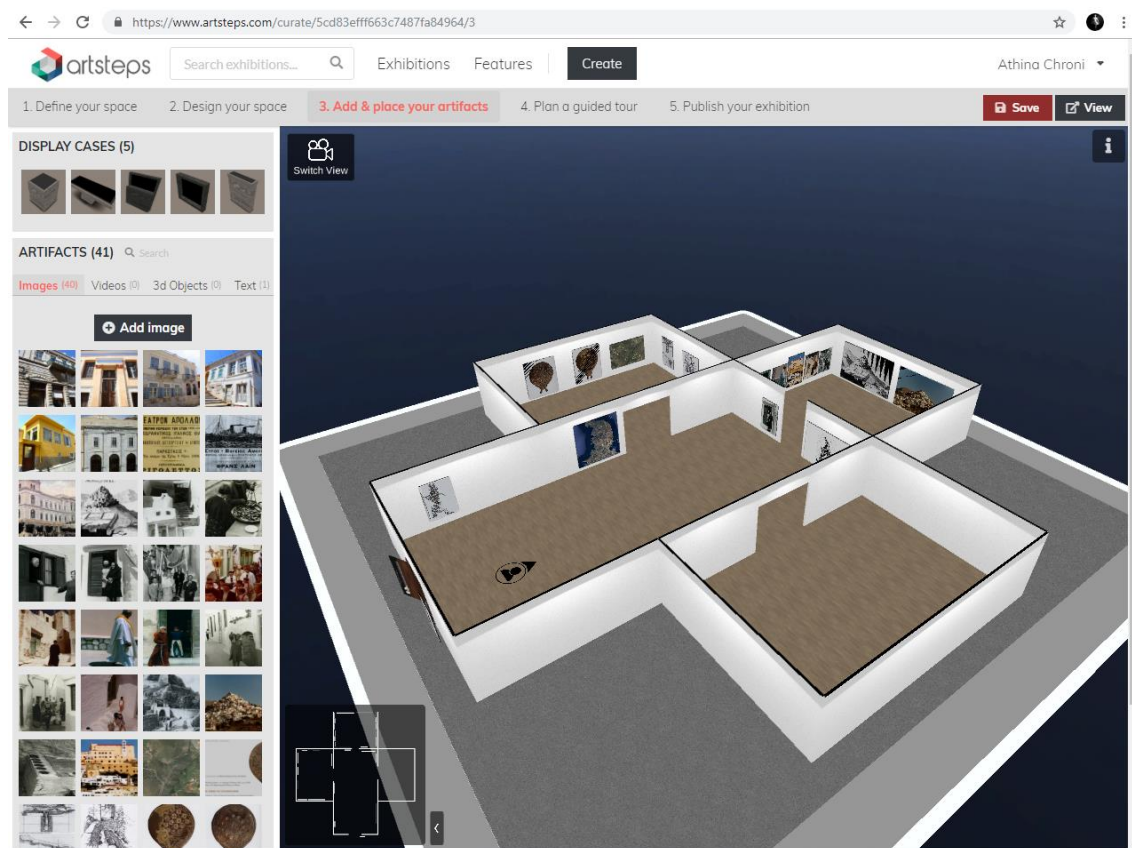 https://www.artsteps.com/curate/5cd83efff663c7487fa84964/3
artsteps
Search exhibitions...
Exhibitions
Features
Create
Athina Chroni
1. Define your space
2. Design your space
3. Add & place your artifacts
4. Plan a guided tour
5. Publish your exhibition
Save
View
DISPLAY CASES (5)
Switch View
i
ARTIFACTS (41)
Search
Images (40)
Videos (0)
3d Objects (0)
Text (1)
Add image